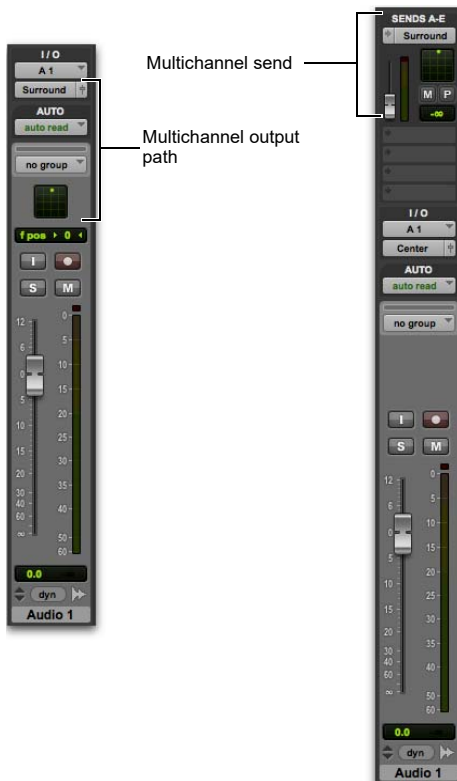 I / O
A 1
Surround
AUTO
auto read
no group
f pos 0
I
S M
12
6
0
5
10
15
20
30
40
60
∞
0
5
10
15
20
25
30
35
40
50
60
0.0
dyn
Audio 1
Multichannel send
Multichannel output
path
SENDS A-E
Surround
M P
-∞
I / O
A 1
Center
AUTO
auto read
no group
I
S M
12
6
0
5
10
15
20
30
40
60
∞
0
5
10
15
20
25
30
35
40
50
60
0.0
dyn
Audio 1